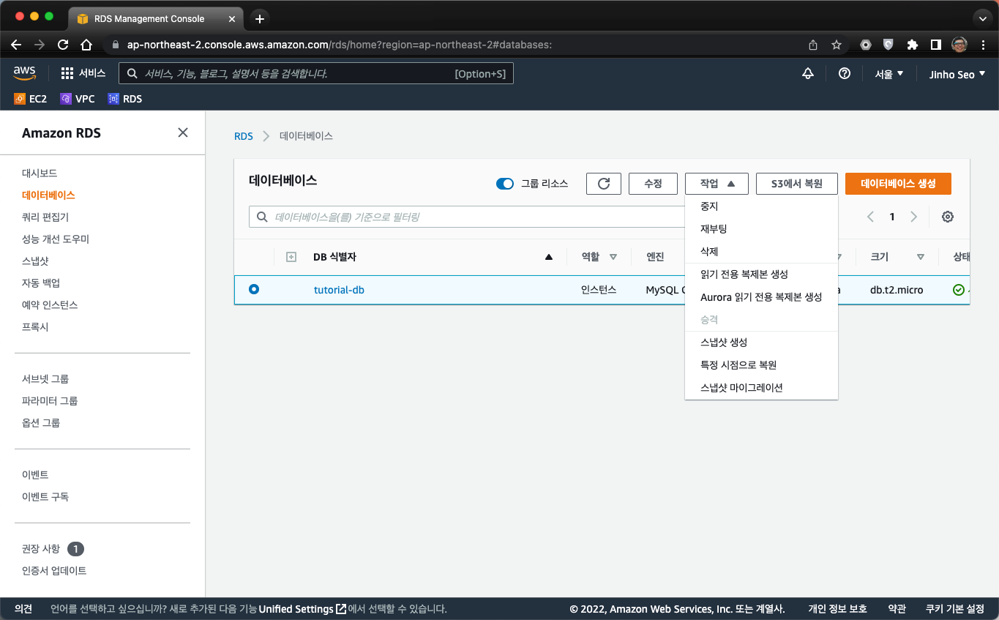 RDS Management Console
ap-northeast-2.console.aws.amazon.com/rds/home?region=ap-northeast-2#databases:
aws 서비스 서비스, 기능, 블로그, 설명서 등을 검색합니다. [Option+S] 서울 Jinho Seo
EC2 VPC RDS
Amazon RDS
대시보드
데이터베이스
쿼리 편집기
성능 개선 도우미
스냅샷
자동 백업
예약 인스턴스
프록시
서브넷 그룹
파라미터 그룹
옵션 그룹
이벤트
이벤트 구독
권장 사항 1
인증서 업데이트
RDS 데이터베이스
데이터베이스 그룹 리소스 수정 작업 S3에서 복원 데이터베이스 생성
데이터베이스을(를) 기준으로 필터링 1
DB 식별자 역할 엔진 크기 상태
tutorial-db 인스턴스 MySQL db.t2.micro
중지
재부팅
삭제
읽기 전용 복제본 생성
Aurora 읽기 전용 복제본 생성
승격
스냅샷 생성
특정 시점으로 복원
스냅샷 마이그레이션
의견 언어를 선택하고 싶으십니까? 새로 추가된 다음 기능 Unified Settings 에서 선택할 수 있습니다. © 2022, Amazon Web Services, Inc. 또는 계열사. 개인 정보 보호 약관 쿠키 기본 설정